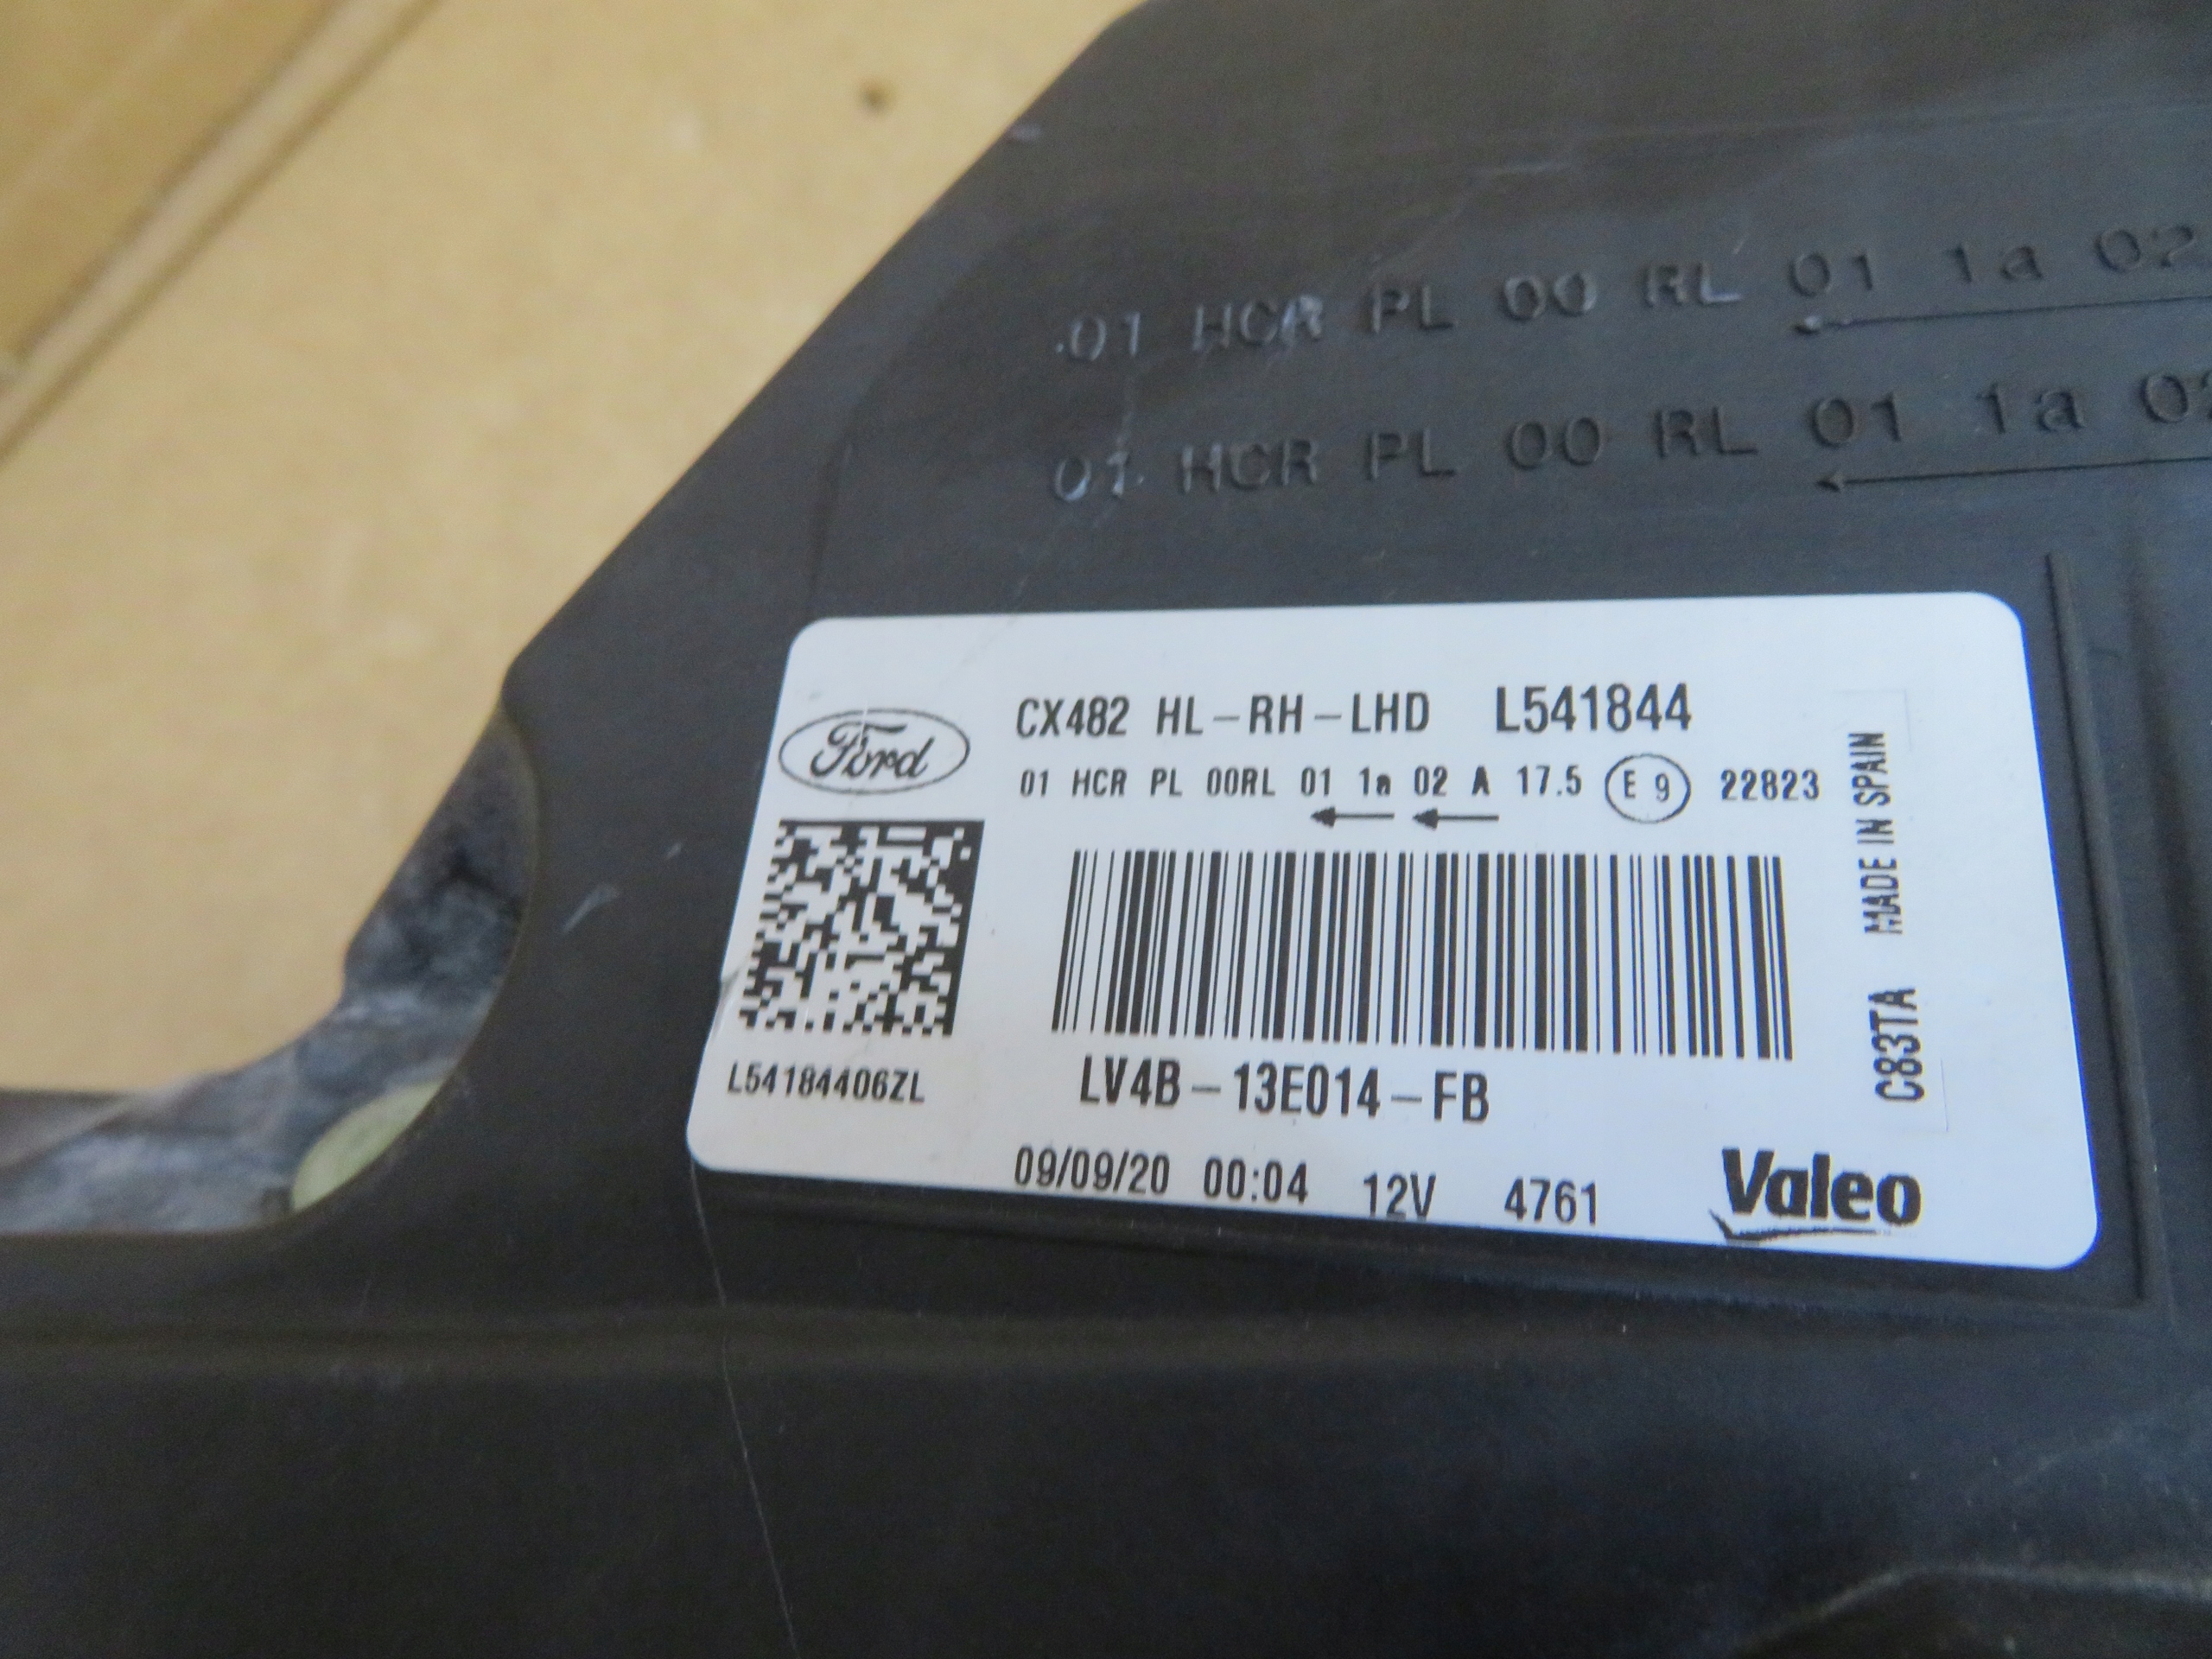 01 HCR PL 00 RL 01 1a 02
01 HCR PL 00 RL 01 1a
Ford
CX482 HL-RH-LHD L541844
01 HCR PL 00RL 01 1a 02 A 17.5 E 9 22823
L54184406ZL
LV4B-13E014-FB
09/09/20 00:04 12V 4761
Valeo
C83TA MADE IN SPAIN